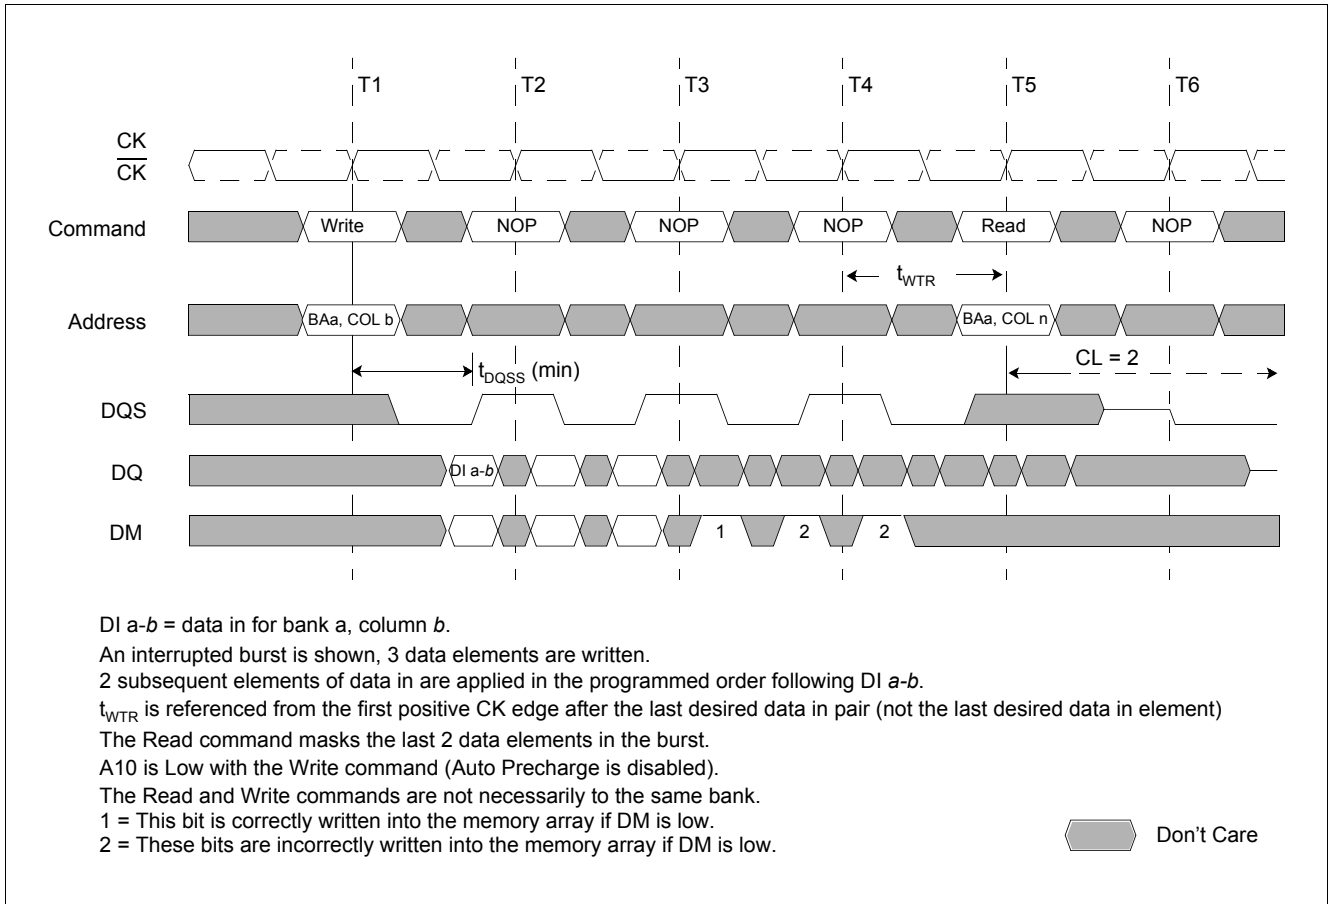 T1 T2 T3 T4 T5 T6
CK
CK
Command Write NOP NOP NOP Read NOP
tWTR
Address BAa, COL b BAa, COL n
tDQSS (min) CL = 2
DQS
DQ DI a-b
DM 1 2 2
DI a-b = data in for bank a, column b.
An interrupted burst is shown, 3 data elements are written.
2 subsequent elements of data in are applied in the programmed order following DI a-b.
tWTR is referenced from the first positive CK edge after the last desired data in pair (not the last desired data in element)
The Read command masks the last 2 data elements in the burst.
A10 is Low with the Write command (Auto Precharge is disabled).
The Read and Write commands are not necessarily to the same bank.
1 = This bit is correctly written into the memory array if DM is low.
2 = These bits are incorrectly written into the memory array if DM is low.
Don't Care